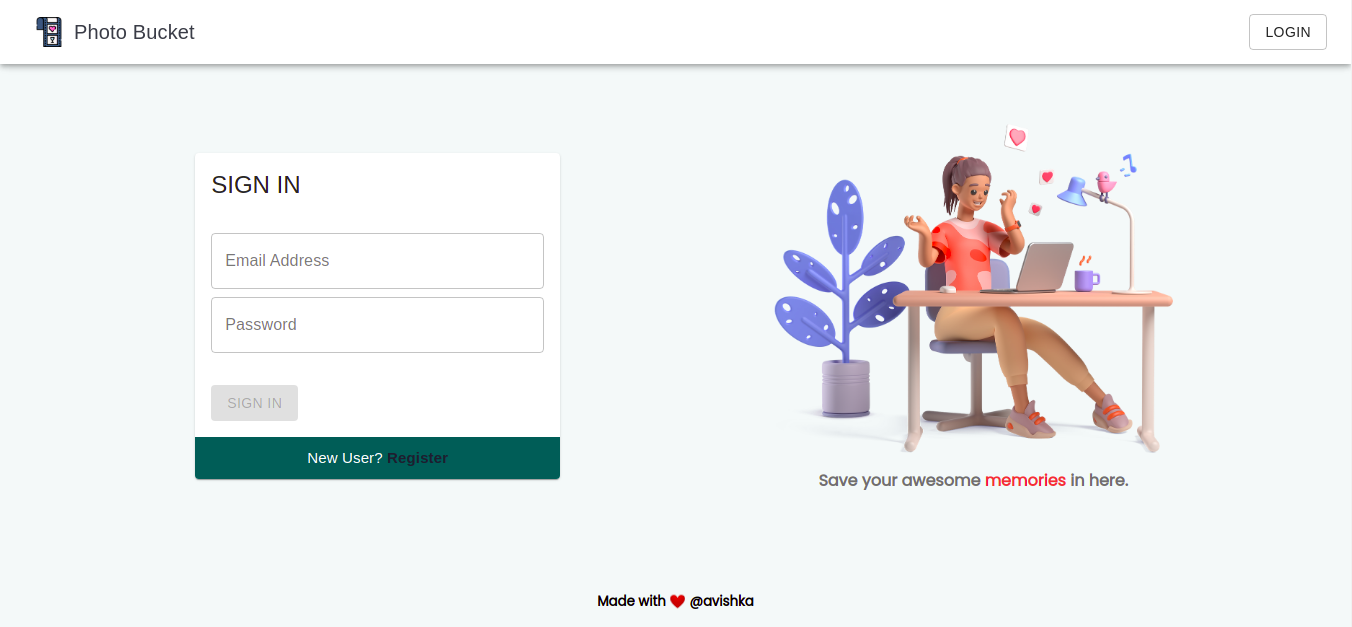 Photo Bucket
LOGIN
SIGN IN
Email Address
Password
SIGN IN
New User? Register
Save your awesome memories in here.
Made with ❤ @avishka